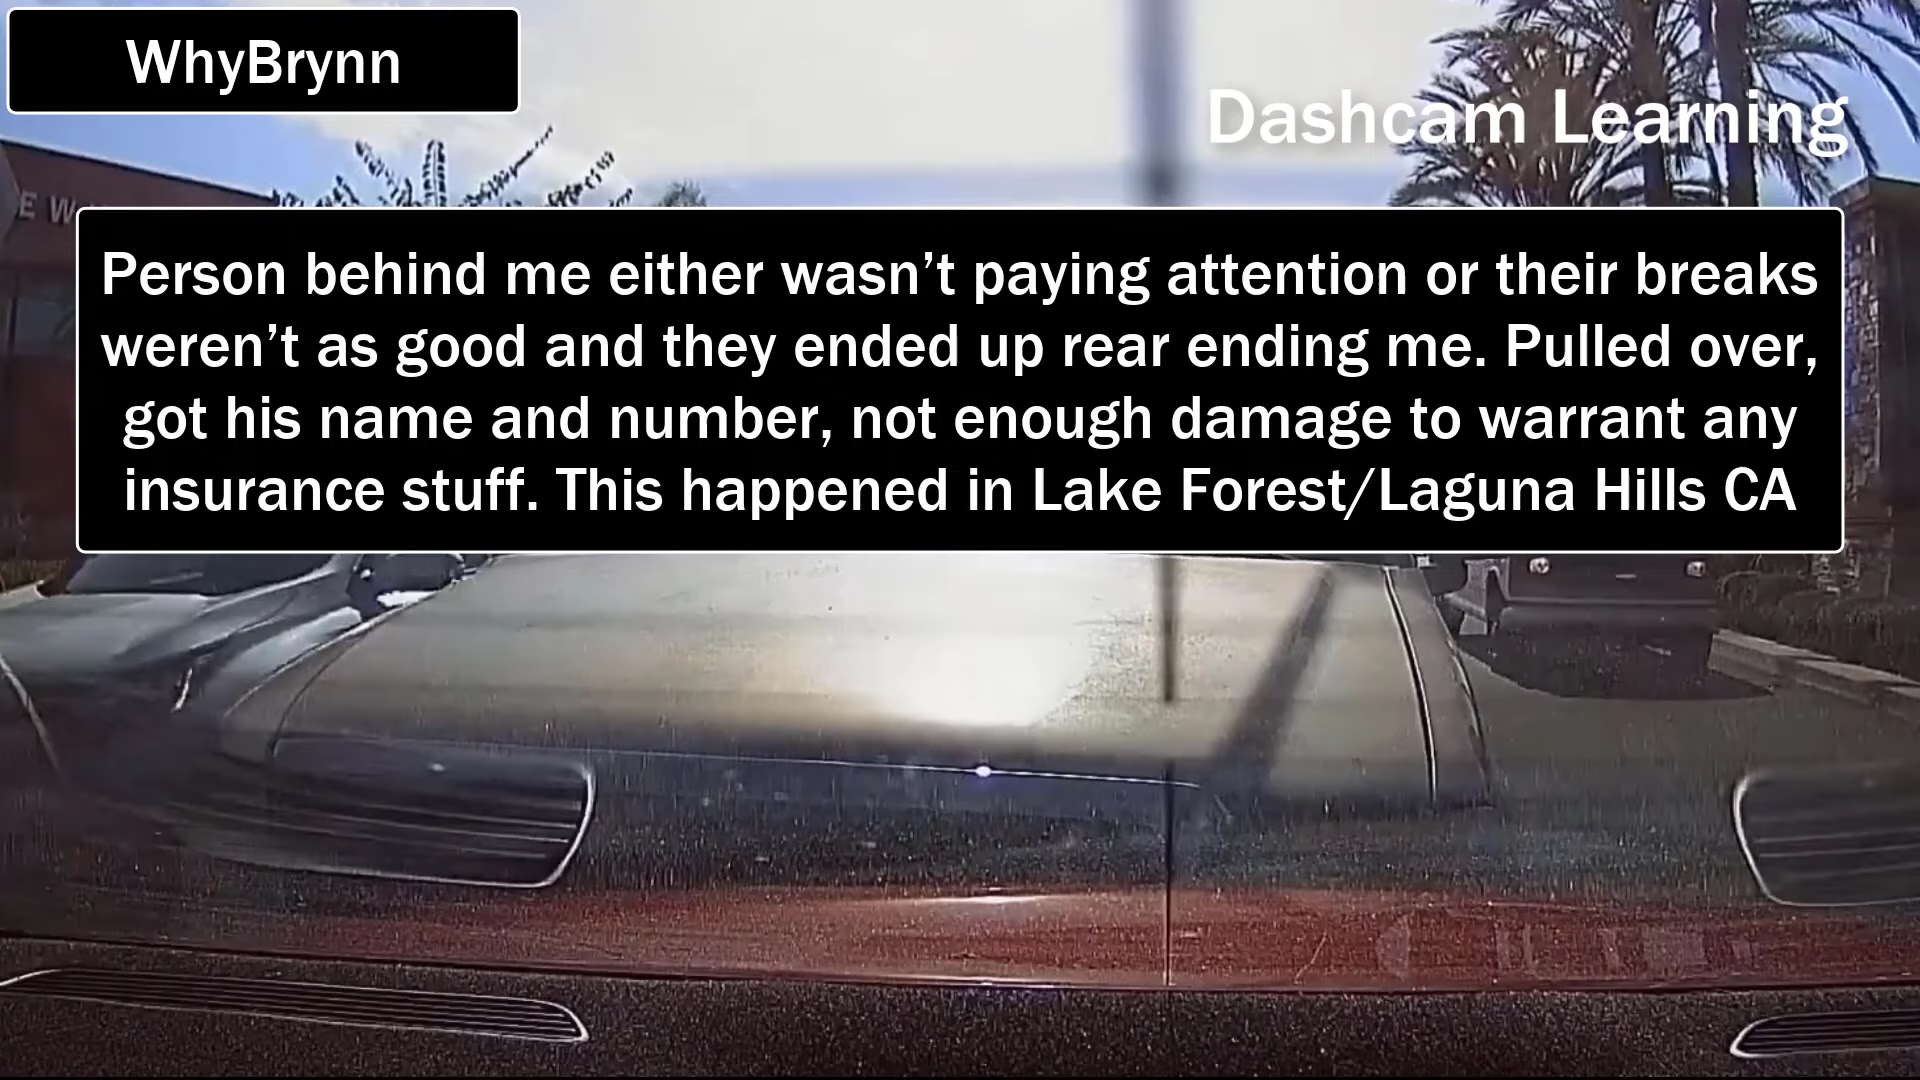 WhyBrynn
Dashcam Learning
E W
Person behind me either wasn’t paying attention or their breaks
weren’t as good and they ended up rear ending me. Pulled over,
got his name and number, not enough damage to warrant any
insurance stuff. This happened in Lake Forest/Laguna Hills CA